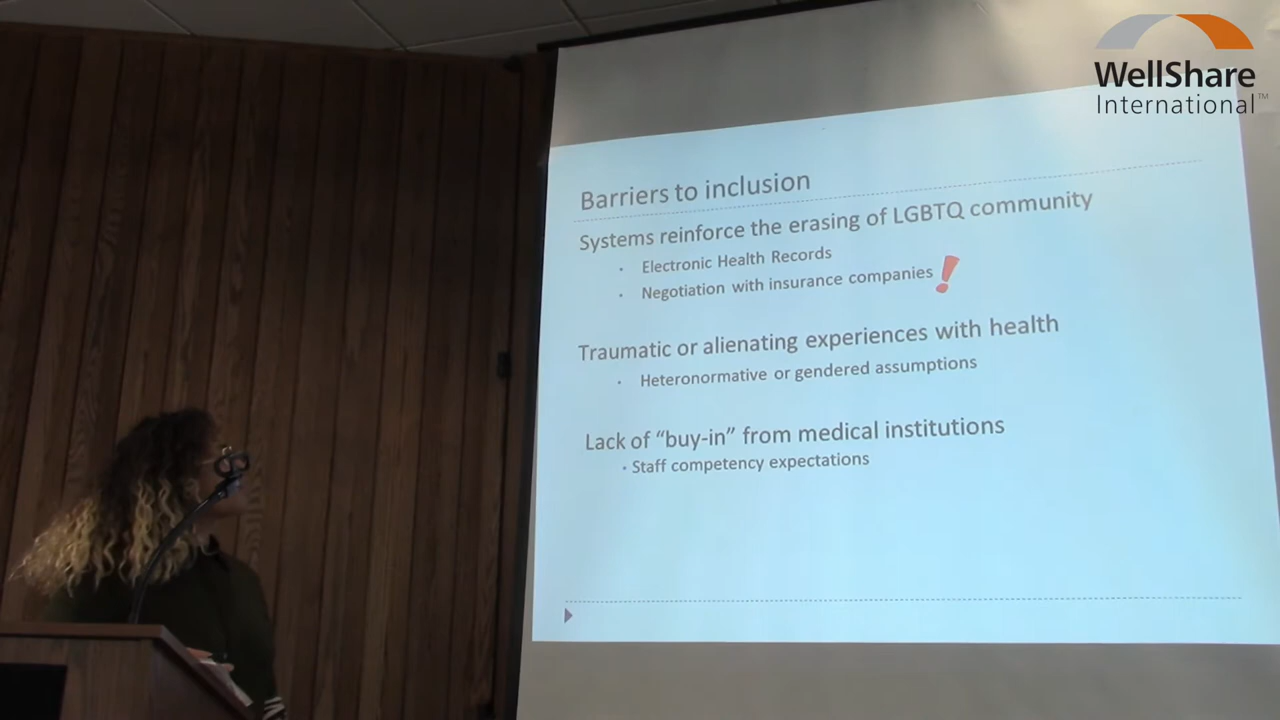 WellShare
International™
Barriers to inclusion
Systems reinforce the erasing of LGBTQ community
· Electronic Health Records
· Negotiation with insurance companies !
Traumatic or alienating experiences with health
· Heteronormative or gendered assumptions
Lack of “buy-in” from medical institutions
· Staff competency expectations